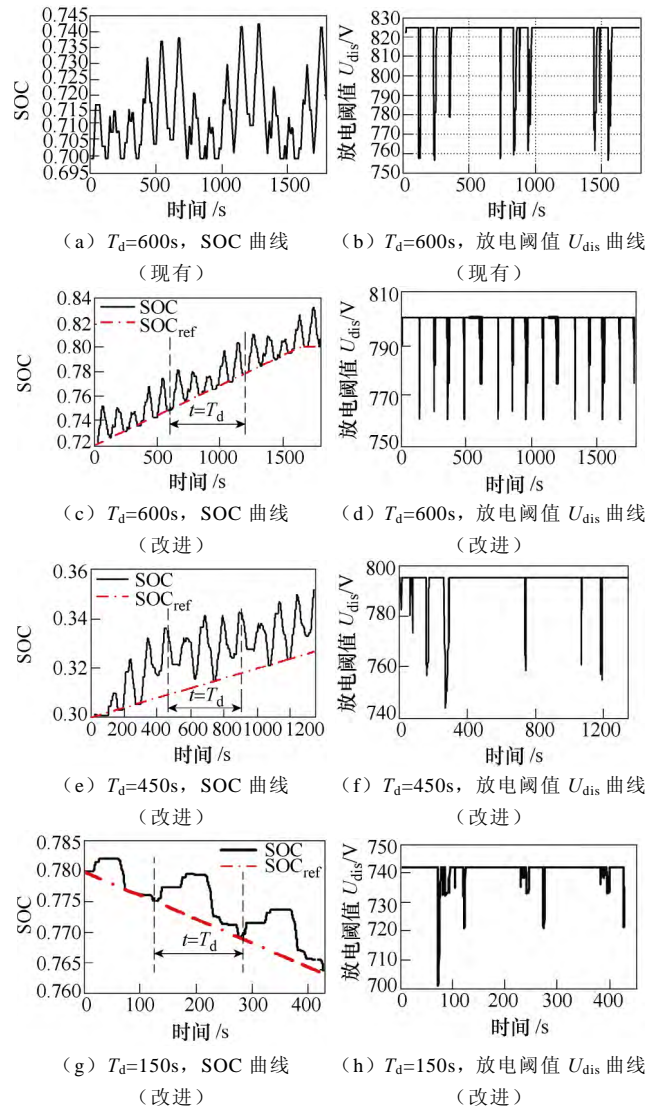 0.745
0.740
0.735
0.730
0.725
0.720
0.715
0.710
0.705
0.700
0.695
SOC
0
500
1000
1500
时间 /s
(a) Td=600s，SOC 曲线
（现有）
830
820
810
800
790
780
770
760
750
放电阈值 Udis/V
0
500
1000
1500
时间 /s
(b) Td=600s，放电阈值 Udis 曲线
（现有）
0.84
0.82
0.80
0.78
0.76
0.74
0.72
SOC
SOC
SOCref
t=Td
0
500
1000
1500
时间 /s
(c) Td=600s，SOC 曲线
（改进）
810
800
750
放电阈值 Udis/V
0
500
1000
1500
时间 /s
(d) Td=600s，放电阈值 Udis 曲线
（改进）
0.36
0.34
0.32
0.30
SOC
SOC
SOCref
t=Td
0
200
400
600
800
1000
1200
时间 /s
(e) Td=450s，SOC 曲线
（改进）
800
780
760
740
放电阈值 Udis/V
0
400
800
1200
时间 /s
(f) Td=450s，放电阈值 Udis 曲线
（改进）
0.785
0.780
0.775
0.770
0.765
0.760
SOC
SOC
SOCref
t=Td
0
100
200
300
400
时间 /s
(g) Td=150s，SOC 曲线
（改进）
750
740
730
720
710
700
放电阈值 Udis/V
0
100
200
300
400
时间 /s
(h) Td=150s，放电阈值 Udis 曲线
（改进）